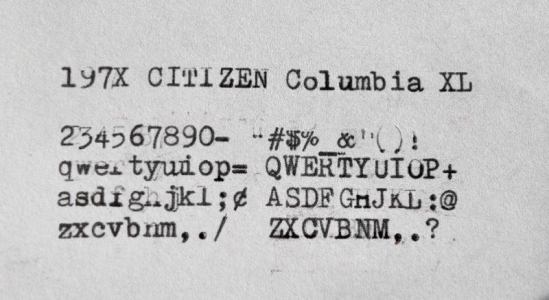 197X CITIZEN Columbia XL
234567890- "#$%_&'()!
qwertyuiop= QWERTYUIOP+
asdfghjkl;¢ ASDFGHJKL:@
zxcvbnm,./ ZXCVBNM,.?